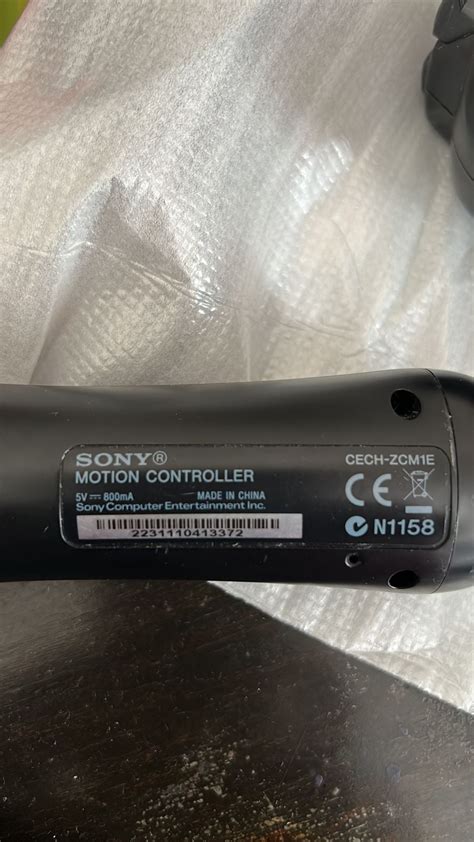 SONY®
MOTION CONTROLLER
5V ⎓ 800mA MADE IN CHINA
Sony Computer Entertainment Inc.
2231110413372
CECH-ZCM1E
CE
N1158